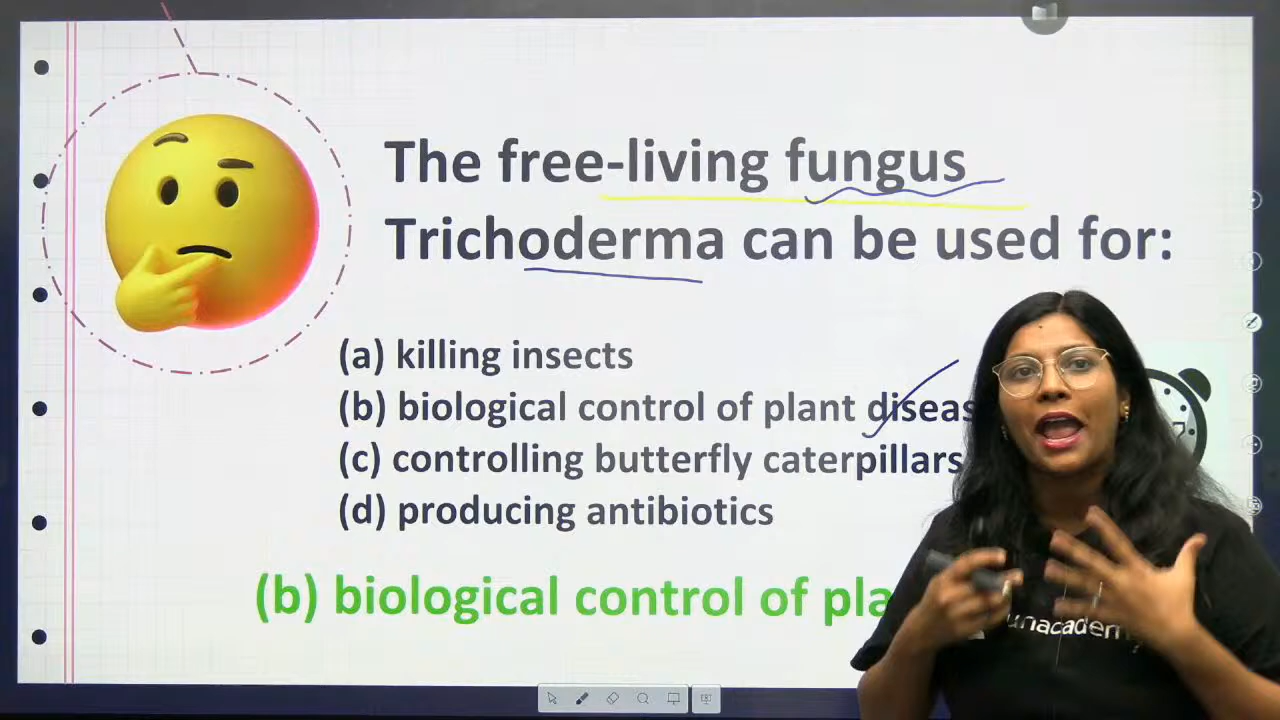 The free-living fungus
Trichoderma can be used for:
(a) killing insects
(b) biological control of plant
(c) controlling butterfly caterpillars
(d) producing antibiotics
(b) biological control of
unacademy